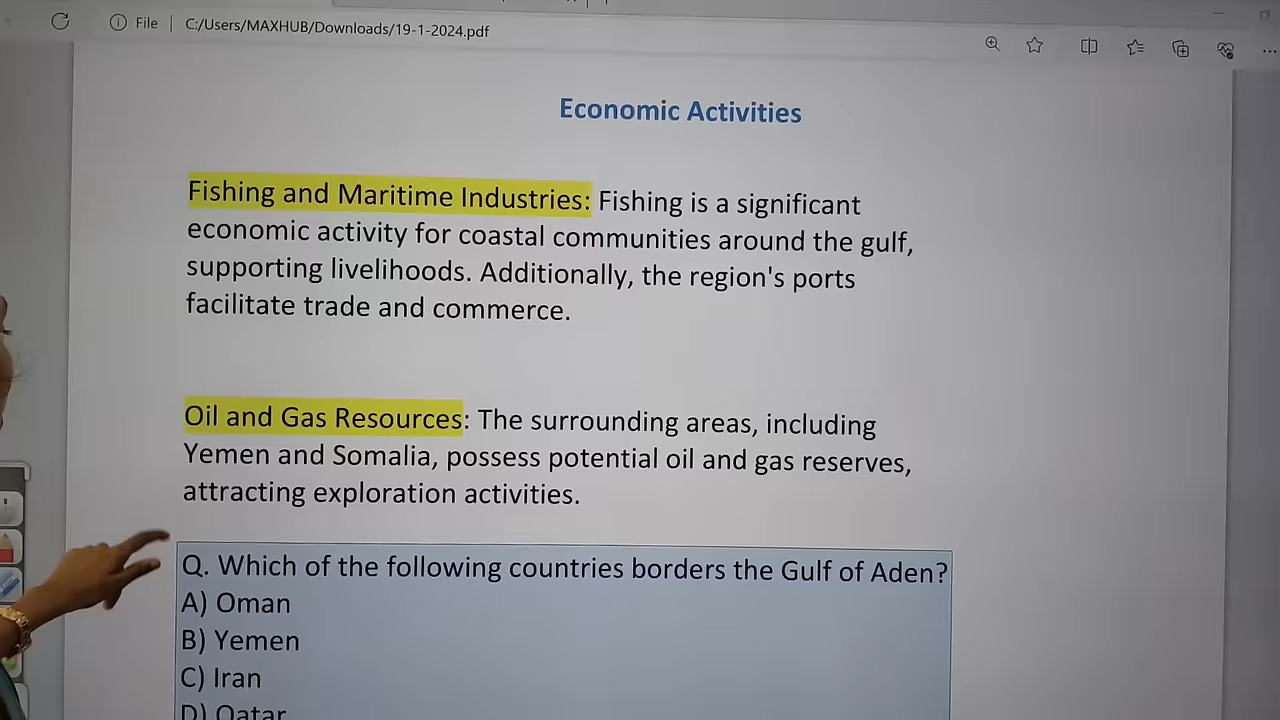 File | C:/Users/MAXHUB/Downloads/19-1-2024.pdf
Economic Activities
Fishing and Maritime Industries: Fishing is a significant
economic activity for coastal communities around the gulf,
supporting livelihoods. Additionally, the region's ports
facilitate trade and commerce.
Oil and Gas Resources: The surrounding areas, including
Yemen and Somalia, possess potential oil and gas reserves,
attracting exploration activities.
Q. Which of the following countries borders the Gulf of Aden?
A) Oman
B) Yemen
C) Iran
D) Qatar